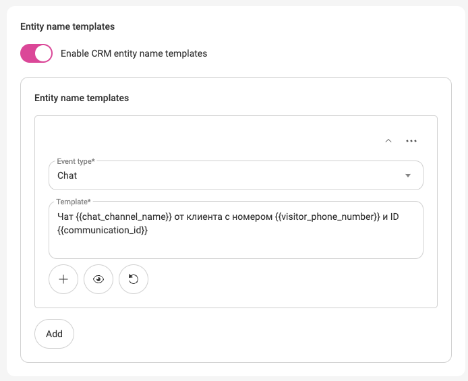 Entity name templates
Enable CRM entity name templates
Entity name templates
Event type*
Chat
Template*
Чат {{chat_channel_name}} от клиента с номером {{visitor_phone_number}} и ID
{{communication_id}}
Add